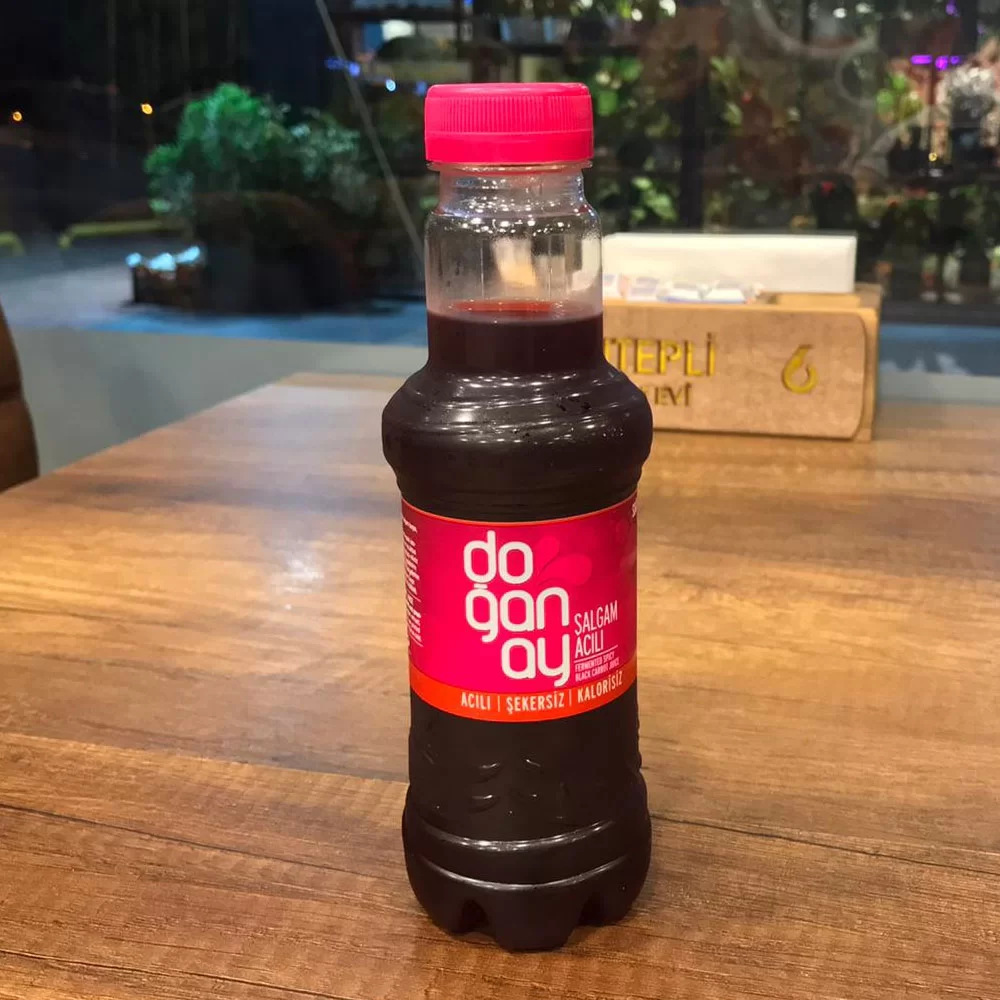 TEPLİ
6
EVİ
do
ğan
ay
ŞALGAM
ACILI
FERMENTED SPICY
BLACK CARROT JUICE
ACILI | ŞEKERSİZ | KALORİSİZ